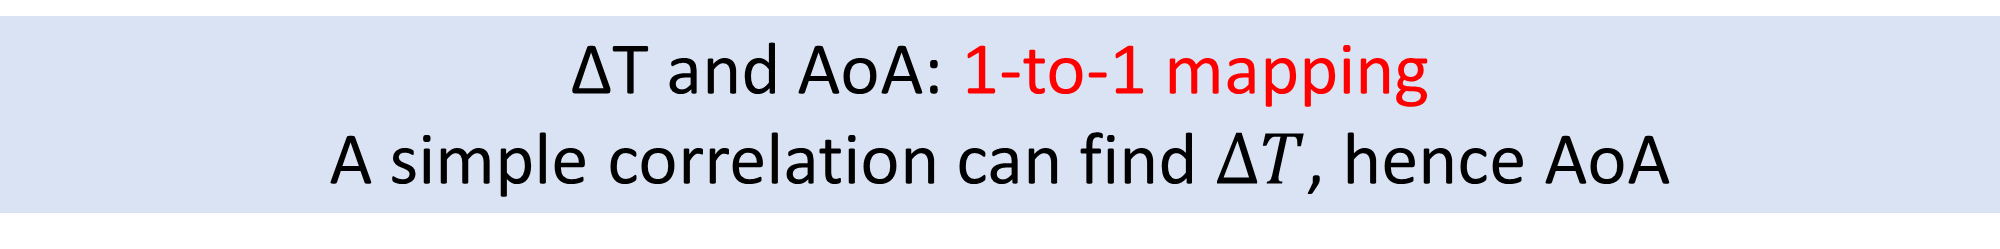 ΔT and AoA: 1-to-1 mapping
A simple correlation can find Δ𝑇, hence AoA